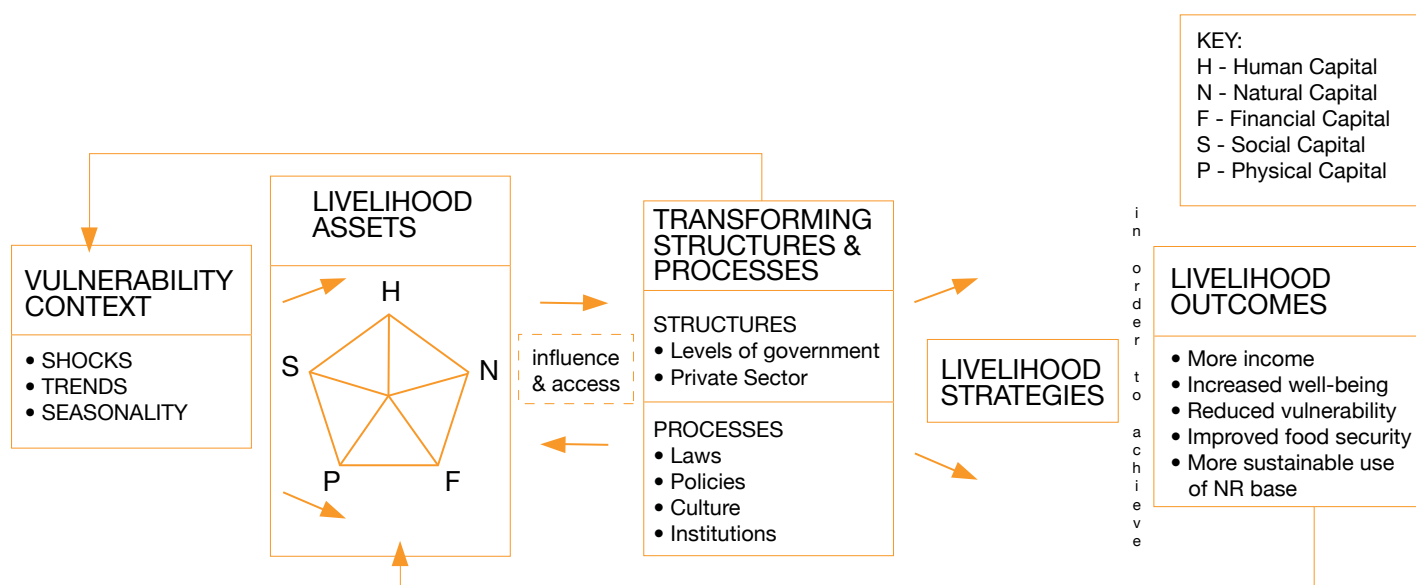 KEY:
H - Human Capital
N - Natural Capital
F - Financial Capital
S - Social Capital
P - Physical Capital
VULNERABILITY
CONTEXT
• SHOCKS
• TRENDS
• SEASONALITY
LIVELIHOOD
ASSETS
H
S
N
P
F
influence
& access
TRANSFORMING
STRUCTURES &
PROCESSES
STRUCTURES
• Levels of government
• Private Sector
PROCESSES
• Laws
• Policies
• Culture
• Institutions
LIVELIHOOD
STRATEGIES
in order to achieve
LIVELIHOOD
OUTCOMES
• More income
• Increased well-being
• Reduced vulnerability
• Improved food security
• More sustainable use
of NR base